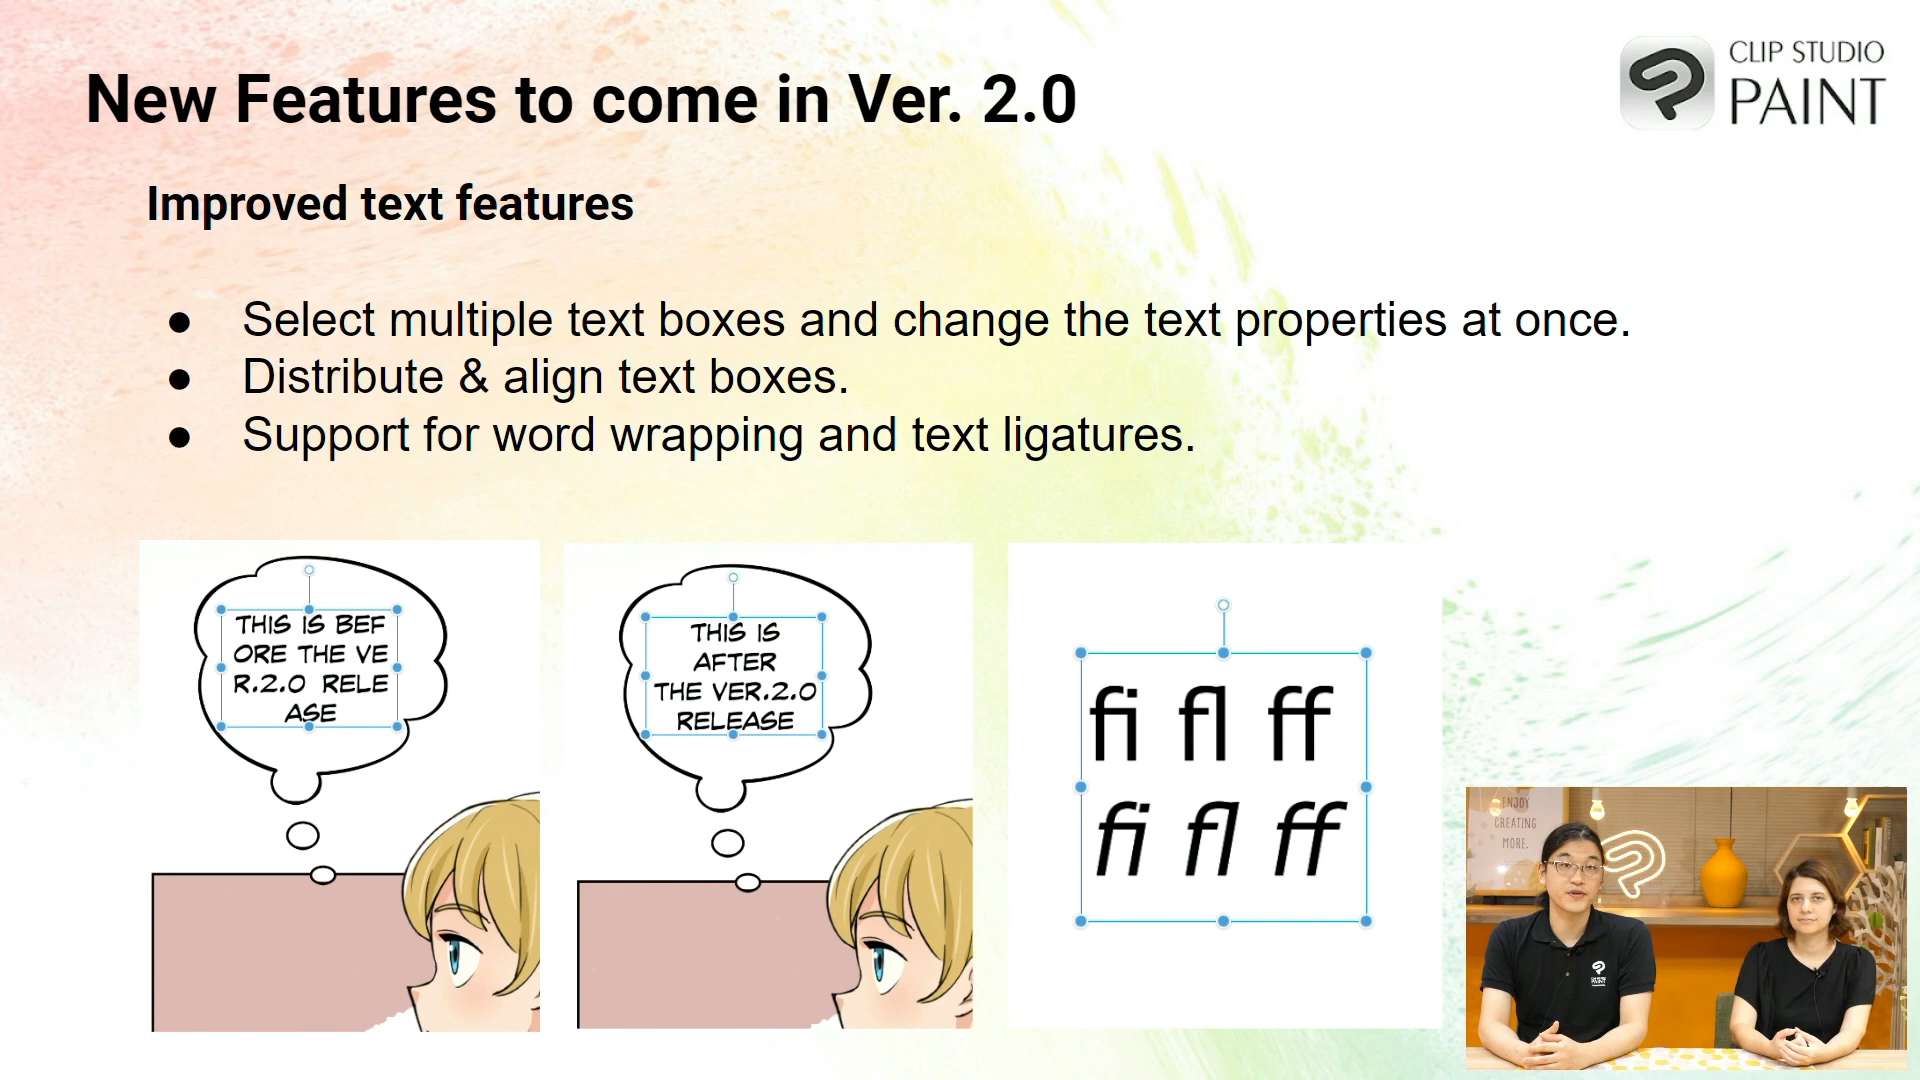 New Features to come in Ver. 2.0
CLIP STUDIO
PAINT
Improved text features
● Select multiple text boxes and change the text properties at once.
● Distribute & align text boxes.
● Support for word wrapping and text ligatures.
THIS IS BEF
ORE THE VE
R.2.0 RELE
ASE
THIS IS
AFTER
THE VER.2.0
RELEASE
fi fl ff
fi fl ff
ENJOY
CREATING
MORE.